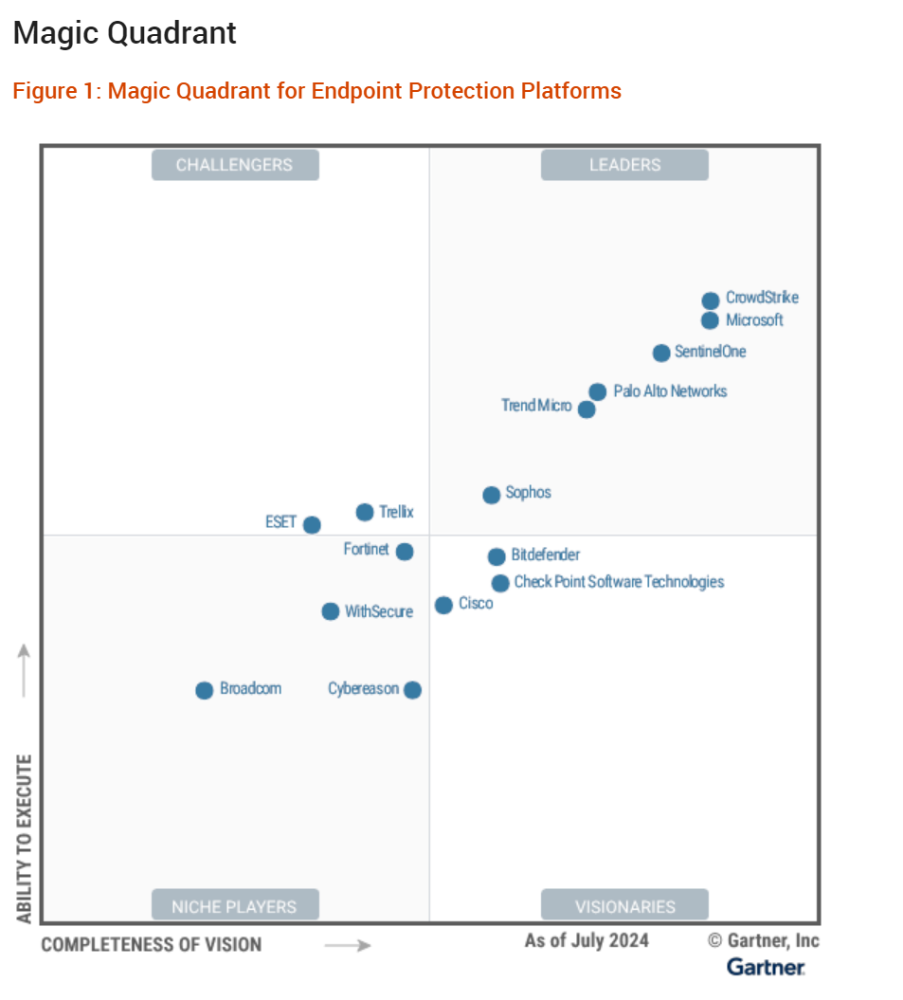 Magic Quadrant
Figure 1: Magic Quadrant for Endpoint Protection Platforms
CHALLENGERS
LEADERS
CrowdStrike
Microsoft
SentinelOne
Palo Alto Networks
Trend Micro
Sophos
Trellix
ESET
Fortinet
Bitdefender
Check Point Software Technologies
Cisco
WithSecure
Broadcom
Cybereason
ABILITY TO EXECUTE
NICHE PLAYERS
VISIONARIES
COMPLETENESS OF VISION
As of July 2024
© Gartner, Inc
Gartner.